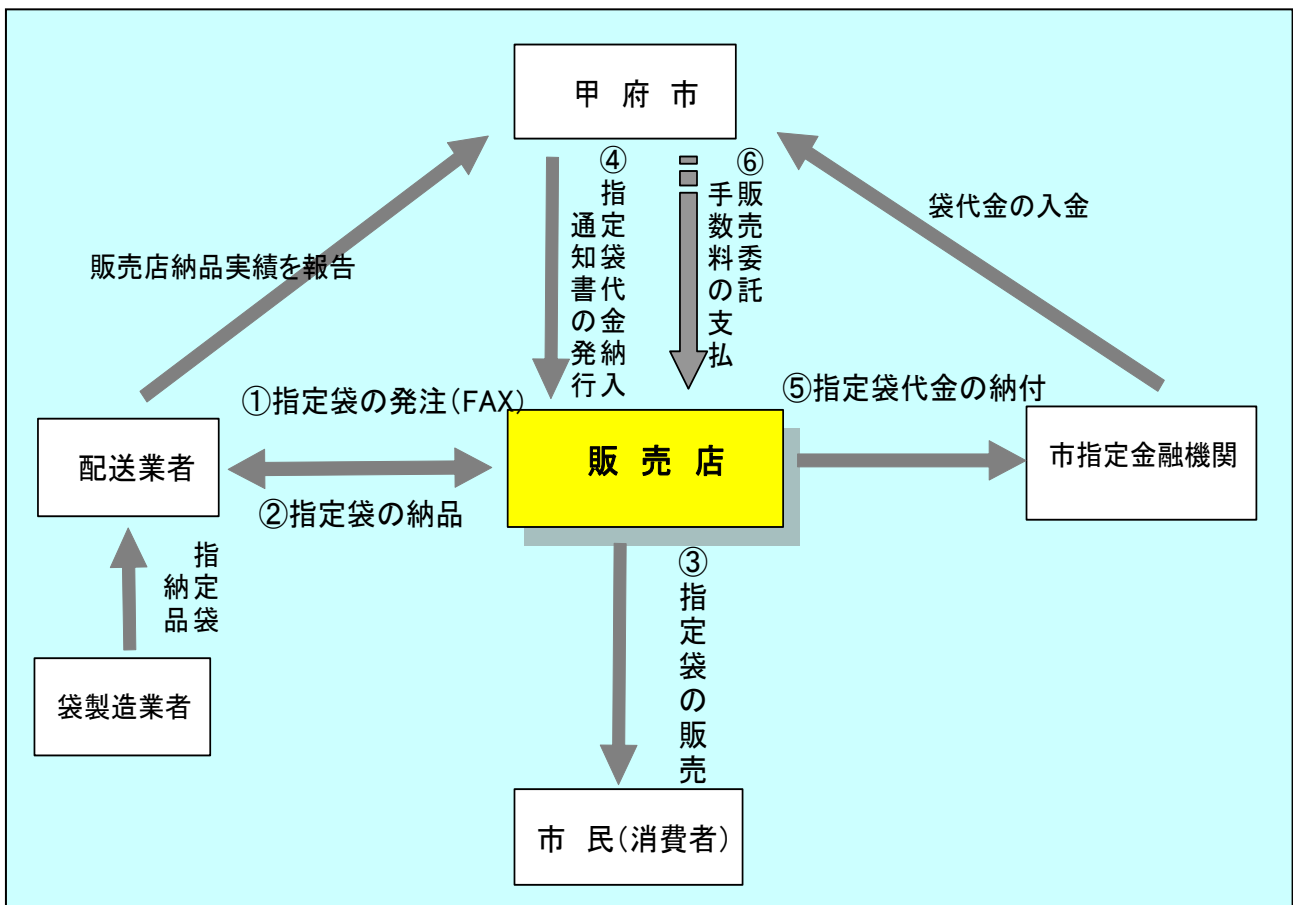 甲 府 市
④指定袋代金納入
通知書の発行
⑥販売委託
手数料の支払
袋代金の入金
販売店納品実績を報告
①指定袋の発注(FAX)
⑤指定袋代金の納付
配送業者
販 売 店
市指定金融機関
②指定袋の納品
指定袋
納品
③指定袋の販売
袋製造業者
市 民(消費者)